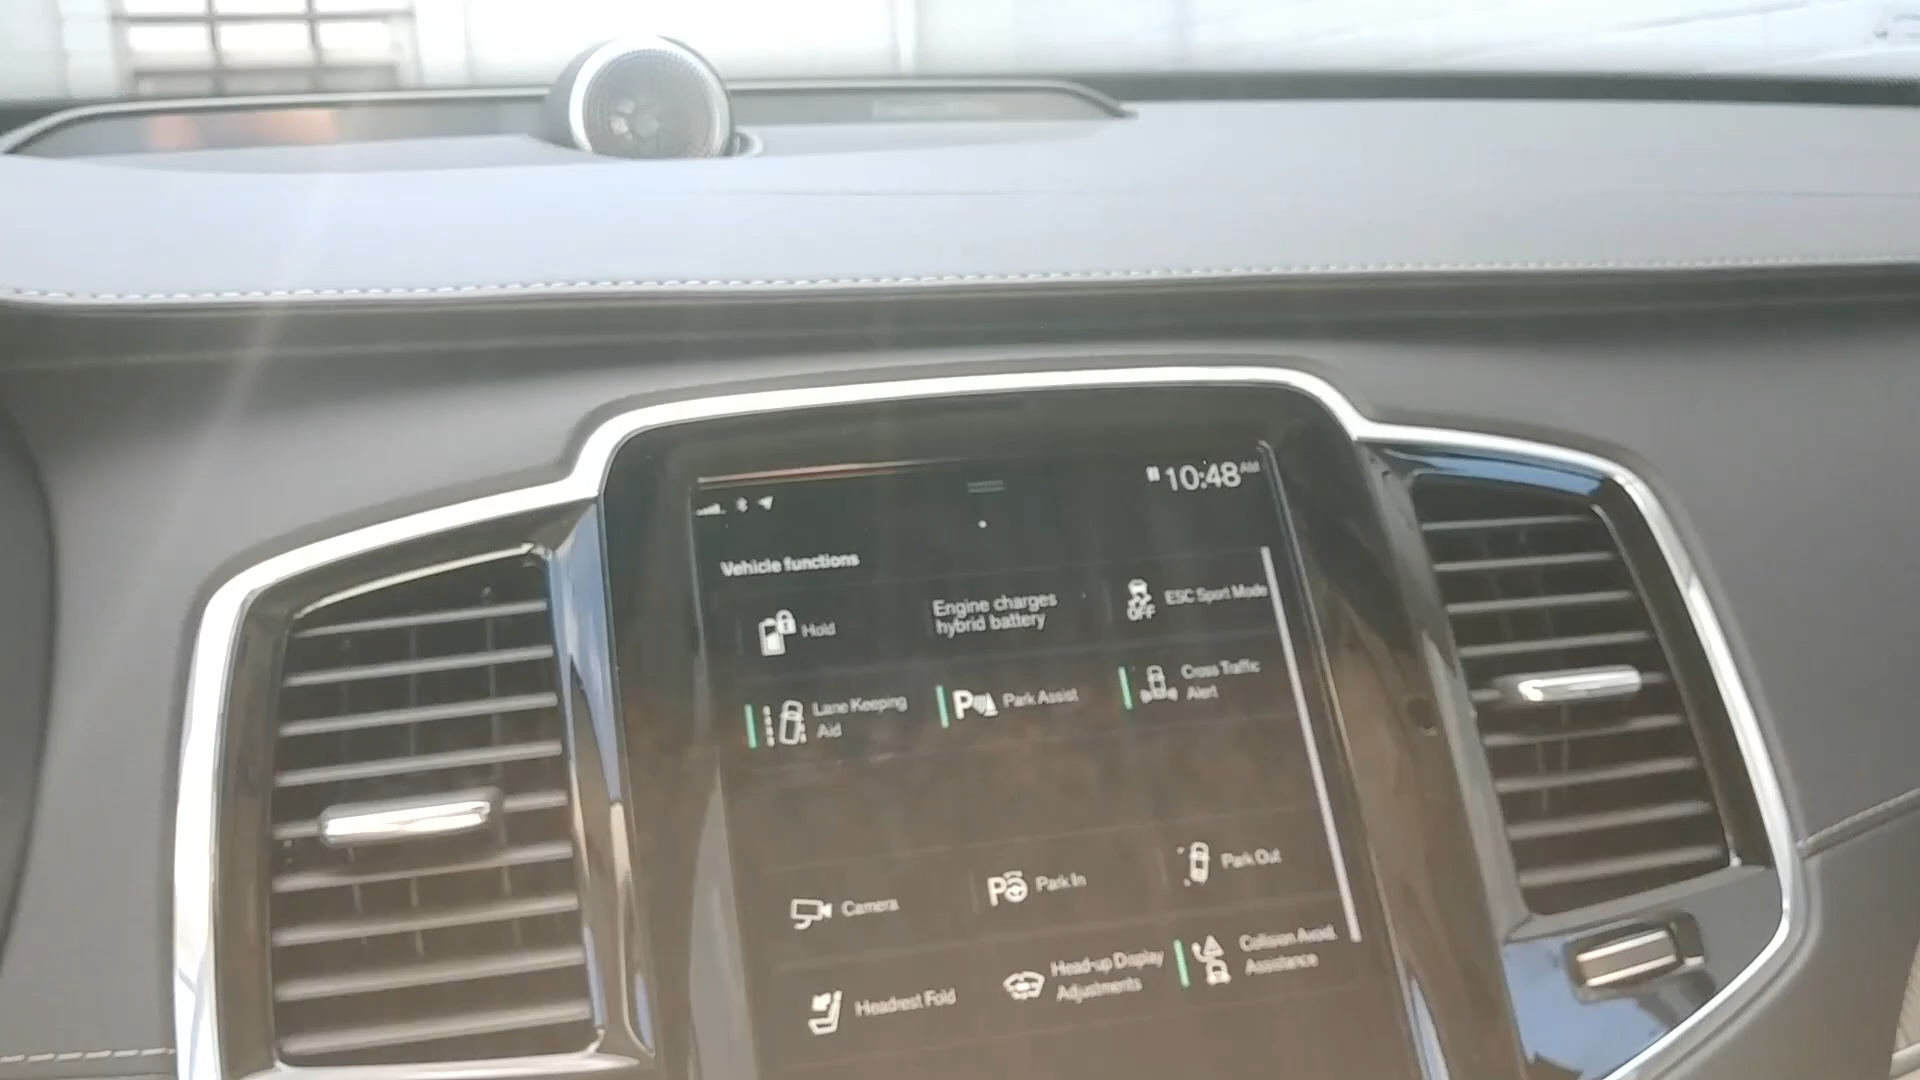 10:48 AM
Vehicle functions
Hold
Engine charges
hybrid battery
OFF
ESC Sport Mode
Lane Keeping
Aid
P
Park Assist
Cross Traffic
Alert
Camera
P
Park In
Park Out
Headrest Fold
Head-up Display
Adjustments
Collision Avoid.
Assistance